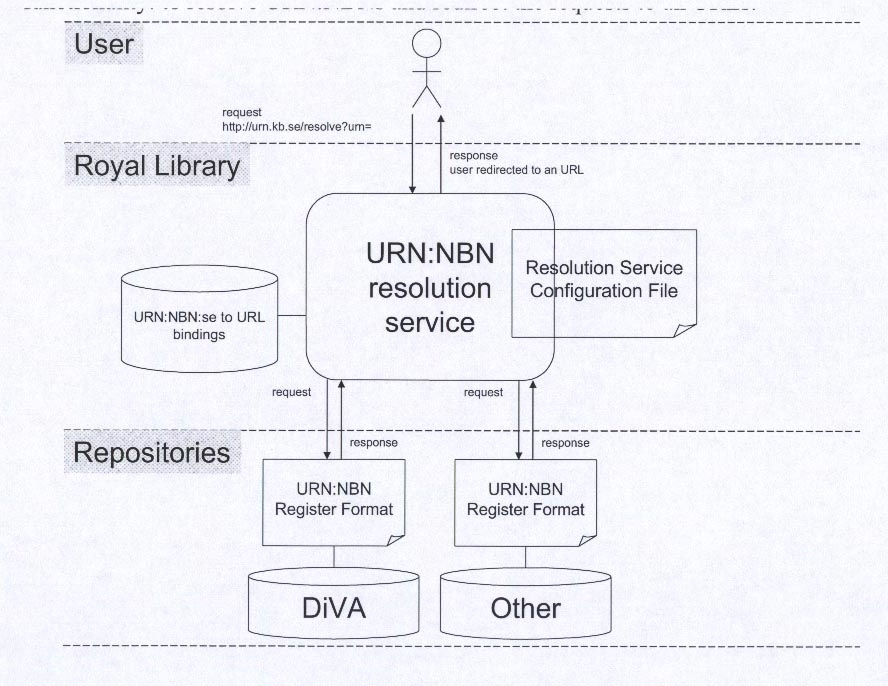 User
request
http://urn.kb.se/resolve?urn=
Royal Library
response
user redirected to an URL
URN:NBN
resolution
service
Resolution Service
Configuration File
URN:NBN:se to URL
bindings
request
request
Repositories
response
response
URN:NBN
Register Format
URN:NBN
Register Format
DiVA
Other